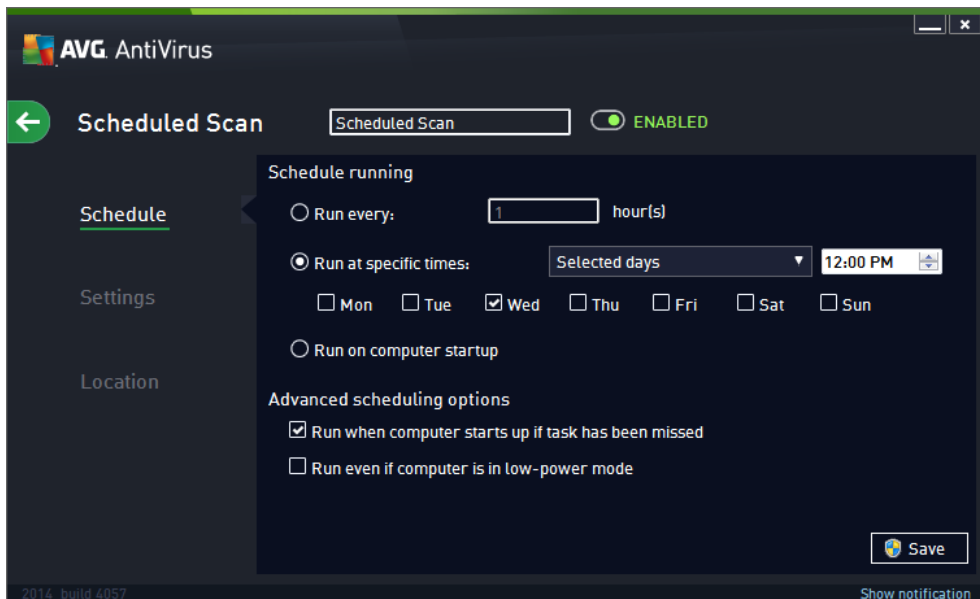 AVG. AntiVirus
Scheduled Scan
Scheduled Scan
ENABLED
Schedule
Settings
Location
Schedule running
Run every:
1
hour(s)
Run at specific times:
Selected days
12:00 PM
Mon
Tue
Wed
Thu
Fri
Sat
Sun
Run on computer startup
Advanced scheduling options
Run when computer starts up if task has been missed
Run even if computer is in low-power mode
Save
2014 build 4057
Show notification